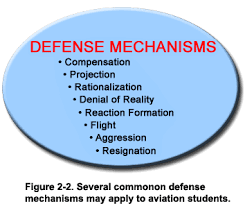 DEFENSE MECHANISMS
• Compensation
• Projection
• Rationalization
• Denial of Reality
• Reaction Formation
• Flight
• Aggression
• Resignation
Figure 2-2. Several commonon defense
mechanisms may apply to aviation students.